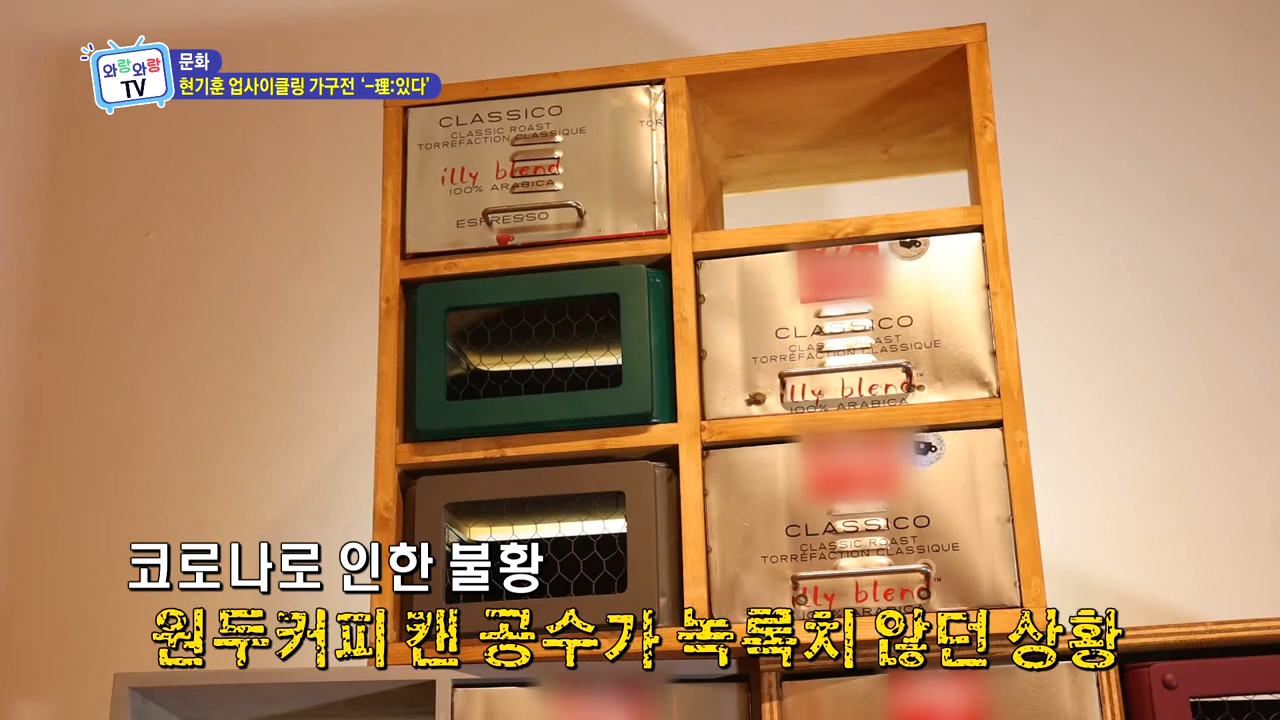 와랑와랑
TV
문화
현기훈 업사이클링 가구전 ‘-理:있다’
CLASSICO
CLASSIC ROAST
TORREFACTION CLASSIQUE
illy blend
100% ARABICA
ESPRESSO
TOR
CLASSICO
CLASSIC ROAST
TORREFACTION CLASSIQUE
illy blend™
100% ARABICA
CLASSICO
CLASSIC ROAST
TORREFACTION CLASSIQUE
illy blend™
코로나로 인한 불황
원두커피 캔 공수가 녹록치 않던 상황